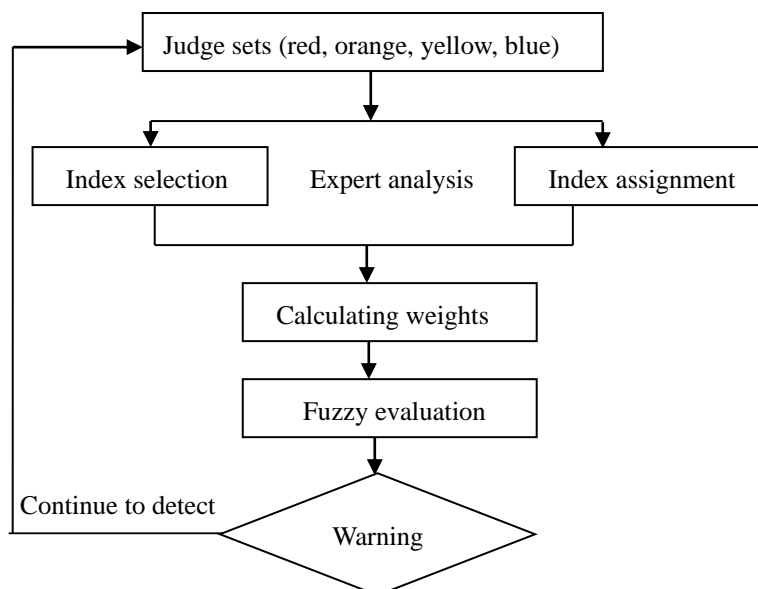 Judge sets (red, orange, yellow, blue)
Index selection
Expert analysis
Index assignment
Calculating weights
Fuzzy evaluation
Continue to detect
Warning